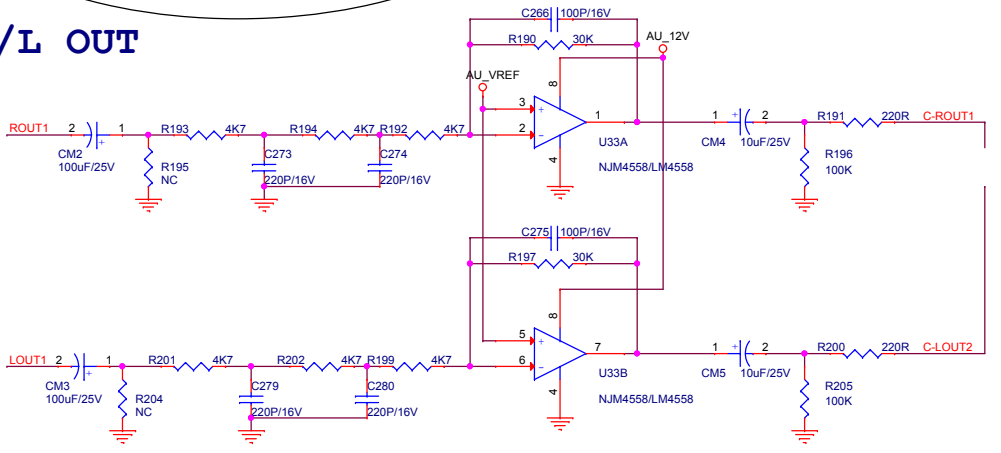 /L OUT
C266 100P/16V
R190 30K
AU_12V
AU_VREF
8
3
+
1
2
-
4
U33A
NJM4558/LM4558
ROUT1 2 1 R193 4K7 R194 4K7 R192 4K7
CM2
+
100uF/25V
R195
NC
C273
220P/16V
C274
220P/16V
1 + 2 R191 220R C-ROUT1
CM4 10uF/25V
R196
100K
C275 100P/16V
R197 30K
8
5
+
7
6
-
4
U33B
NJM4558/LM4558
LOUT1 2 1 R201 4K7 R202 4K7 R199 4K7
CM3
+
100uF/25V
R204
NC
C279
220P/16V
C280
220P/16V
1 + 2 R200 220R C-LOUT2
CM5 10uF/25V
R205
100K